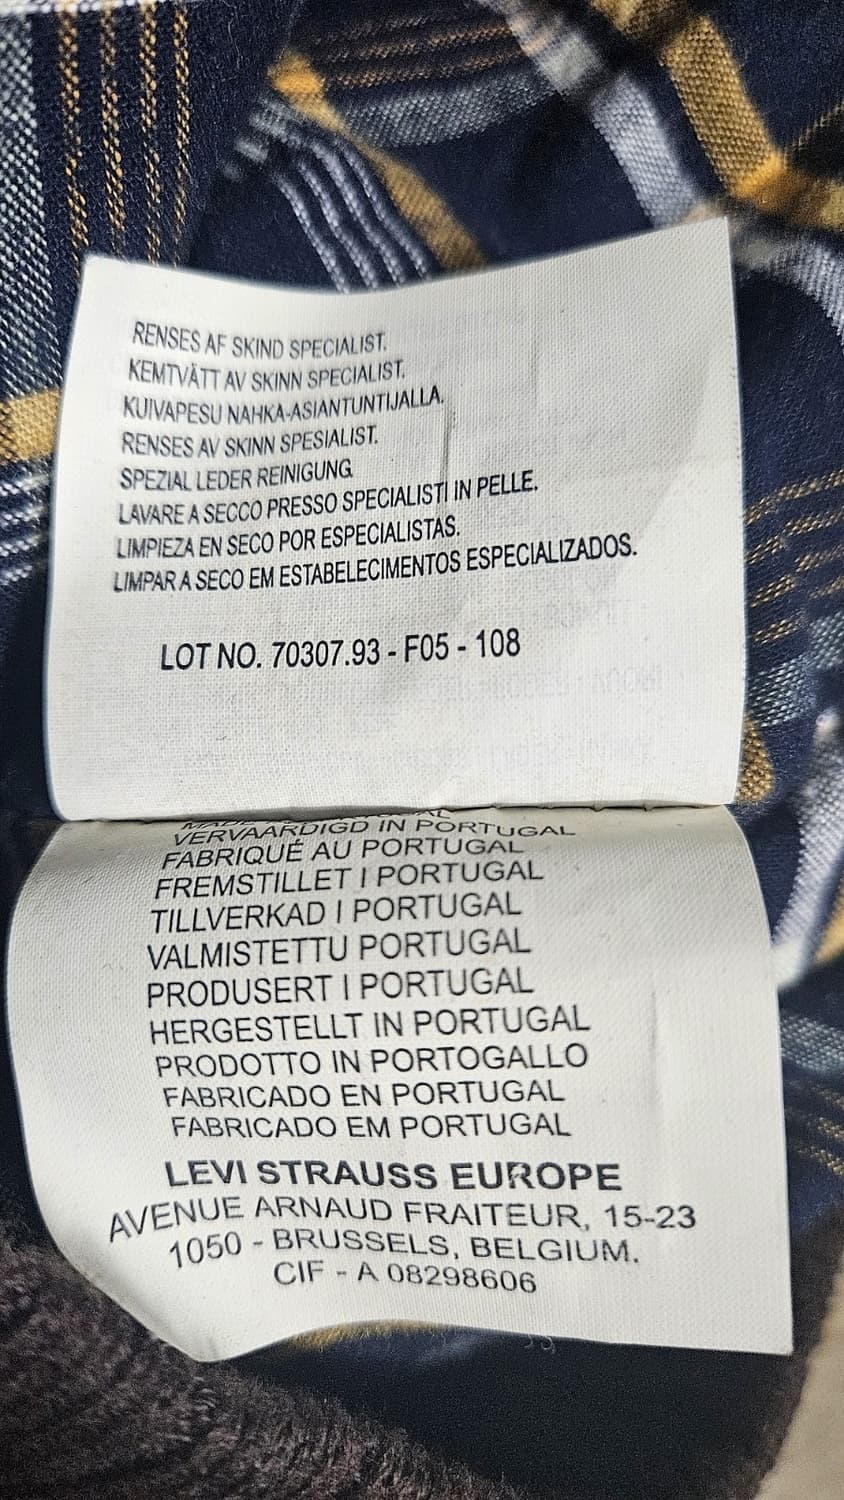 RENSES AF SKIND SPECIALIST.
KEMTVÄTT AV SKINN SPECIALIST.
KUIVAPESU NAHKA-ASIANTUNTIJALLA.
RENSES AV SKINN SPESIALIST.
SPEZIAL LEDER REINIGUNG
LAVARE A SECCO PRESSO SPECIALISTI IN PELLE.
LIMPIEZA EN SECO POR ESPECIALISTAS.
LIMPAR A SECO EM ESTABELECIMENTOS ESPECIALIZADOS.
LOT NO. 70307.93 - F05 - 108
VERVAARDIGD IN PORTUGAL
FABRIQUÉ AU PORTUGAL
FREMSTILLET I PORTUGAL
TILLVERKAD I PORTUGAL
VALMISTETTU PORTUGAL
PRODUSERT I PORTUGAL
HERGESTELLT IN PORTUGAL
PRODOTTO IN PORTOGALLO
FABRICADO EN PORTUGAL
FABRICADO EM PORTUGAL
LEVI STRAUSS EUROPE
AVENUE ARNAUD FRAITEUR, 15-23
1050 - BRUSSELS, BELGIUM.
CIF - A 08298606